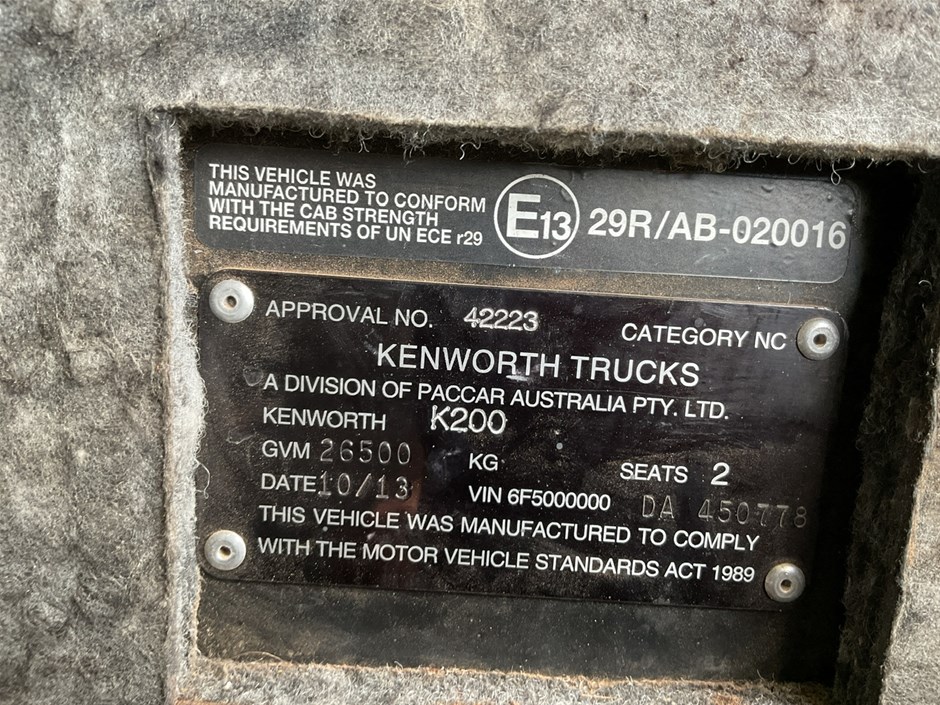 THIS VEHICLE WAS
MANUFACTURED TO CONFORM
WITH THE CAB STRENGTH
REQUIREMENTS OF UN ECE r29
E13 29R/AB-020016
APPROVAL NO. 42223 CATEGORY NC
KENWORTH TRUCKS
A DIVISION OF PACCAR AUSTRALIA PTY. LTD.
KENWORTH K200
GVM 26500 KG SEATS 2
DATE 10/13 VIN 6F5000000 DA 450778
THIS VEHICLE WAS MANUFACTURED TO COMPLY
WITH THE MOTOR VEHICLE STANDARDS ACT 1989